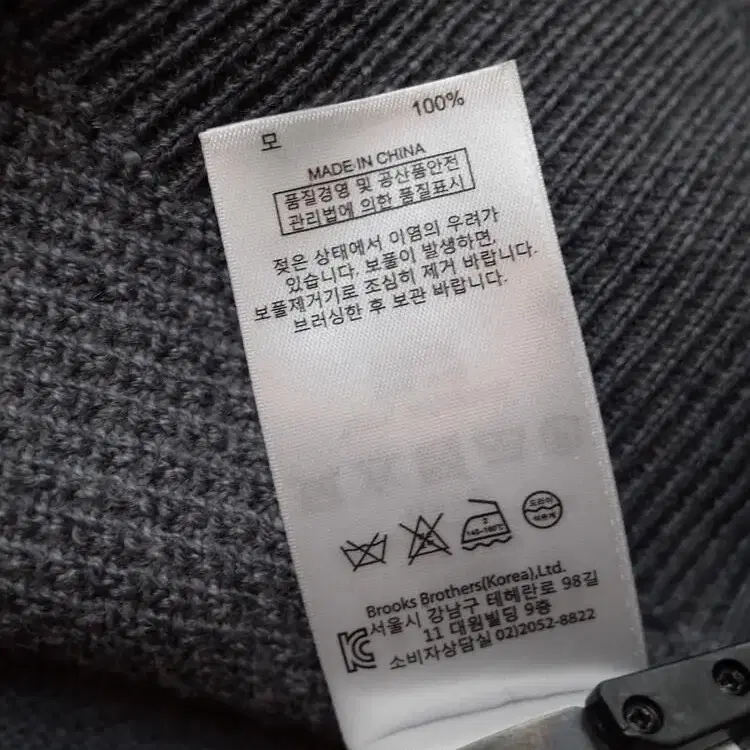 모 100%
MADE IN CHINA
품질경영 및 공산품안전
관리법에 의한 품질표시
젖은 상태에서 이염의 우려가
있습니다. 보풀이 발생하면,
보풀제거기로 조심히 제거 바랍니다.
브러싱한 후 보관 바랍니다.
2
140-160℃
드라이
Brooks Brothers(Korea),Ltd.
서울시 강남구 테헤란로 98길
11 대원빌딩 9층
소비자상담실 02)2052-8822